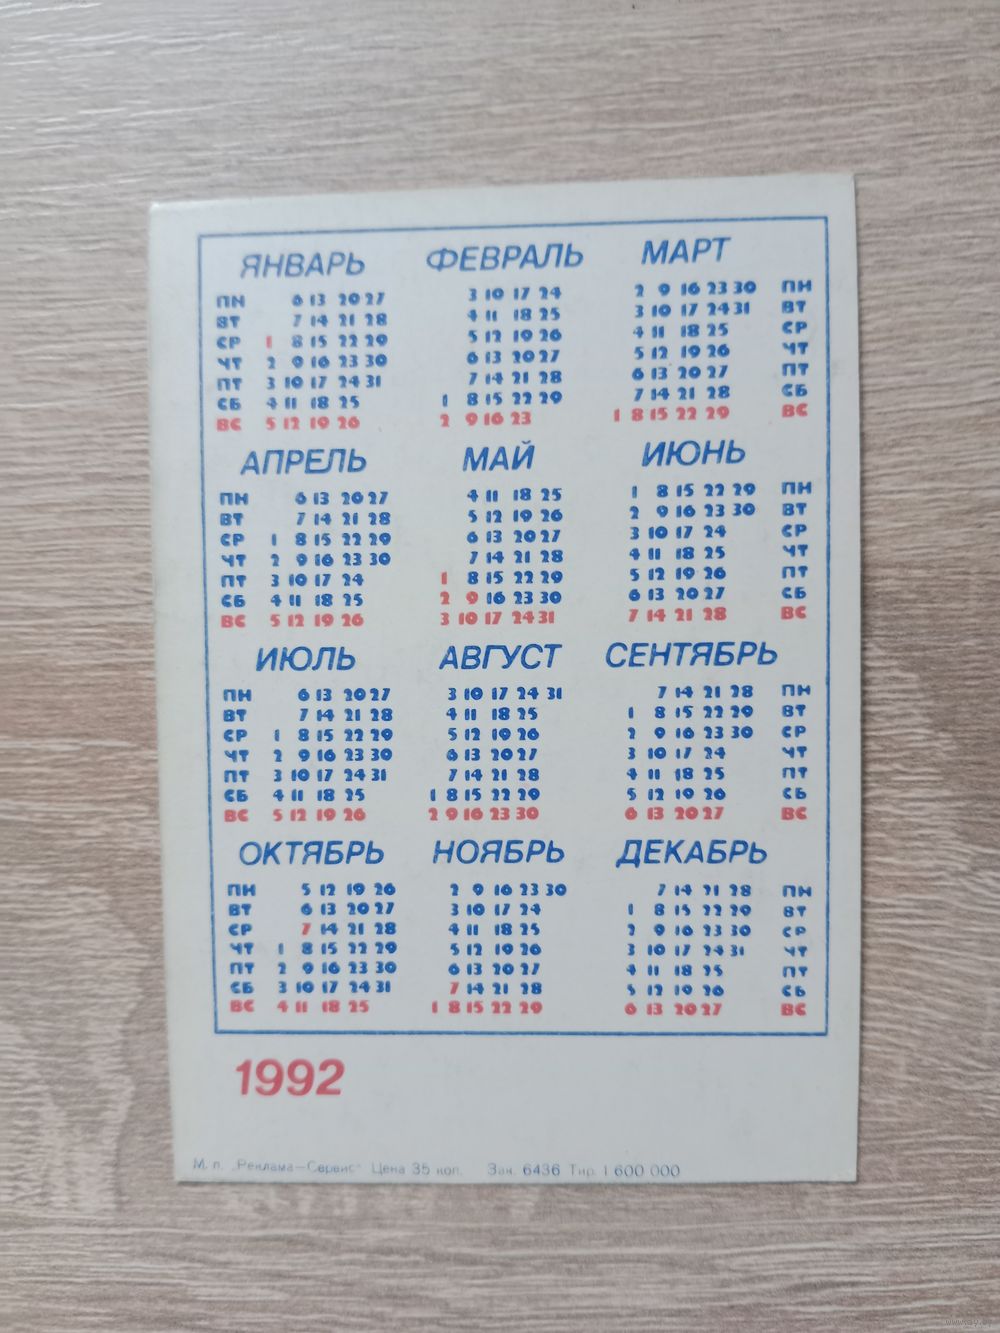 ЯНВАРЬ ФЕВРАЛЬ МАРТ
ПН 6 13 20 27 3 10 17 24 2 9 16 23 30 ПН
ВТ 7 14 21 28 4 11 18 25 3 10 17 24 31 ВТ
СР 1 8 15 22 29 5 12 19 26 4 11 18 25 СР
ЧТ 2 9 16 23 30 6 13 20 27 5 12 19 26 ЧТ
ПТ 3 10 17 24 31 7 14 21 28 6 13 20 27 ПТ
СБ 4 11 18 25 1 8 15 22 29 7 14 21 28 СБ
ВС 5 12 19 26 2 9 16 23 1 8 15 22 29 ВС
АПРЕЛЬ МАЙ ИЮНЬ
ПН 6 13 20 27 4 11 18 25 1 8 15 22 29 ПН
ВТ 7 14 21 28 5 12 19 26 2 9 16 23 30 ВТ
СР 1 8 15 22 29 6 13 20 27 3 10 17 24 СР
ЧТ 2 9 16 23 30 7 14 21 28 4 11 18 25 ЧТ
ПТ 3 10 17 24 1 8 15 22 29 5 12 19 26 ПТ
СБ 4 11 18 25 2 9 16 23 30 6 13 20 27 СБ
ВС 5 12 19 26 3 10 17 24 31 7 14 21 28 ВС
ИЮЛЬ АВГУСТ СЕНТЯБРЬ
ПН 6 13 20 27 3 10 17 24 31 7 14 21 28 ПН
ВТ 7 14 21 28 4 11 18 25 1 8 15 22 29 ВТ
СР 1 8 15 22 29 5 12 19 26 2 9 16 23 30 СР
ЧТ 2 9 16 23 30 6 13 20 27 3 10 17 24 ЧТ
ПТ 3 10 17 24 31 7 14 21 28 4 11 18 25 ПТ
СБ 4 11 18 25 1 8 15 22 29 5 12 19 26 СБ
ВС 5 12 19 26 2 9 16 23 30 6 13 20 27 ВС
ОКТЯБРЬ НОЯБРЬ ДЕКАБРЬ
ПН 5 12 19 26 2 9 16 23 30 7 14 21 28 ПН
ВТ 6 13 20 27 3 10 17 24 1 8 15 22 29 ВТ
СР 7 14 21 28 4 11 18 25 2 9 16 23 30 СР
ЧТ 1 8 15 22 29 5 12 19 26 3 10 17 24 31 ЧТ
ПТ 2 9 16 23 30 6 13 20 27 4 11 18 25 ПТ
СБ 3 10 17 24 31 7 14 21 28 5 12 19 26 СБ
ВС 4 11 18 25 1 8 15 22 29 6 13 20 27 ВС
1992
М. п. „Реклама—Сервис" Цена 35 коп. Зак. 6436 Тир. 1 600 000